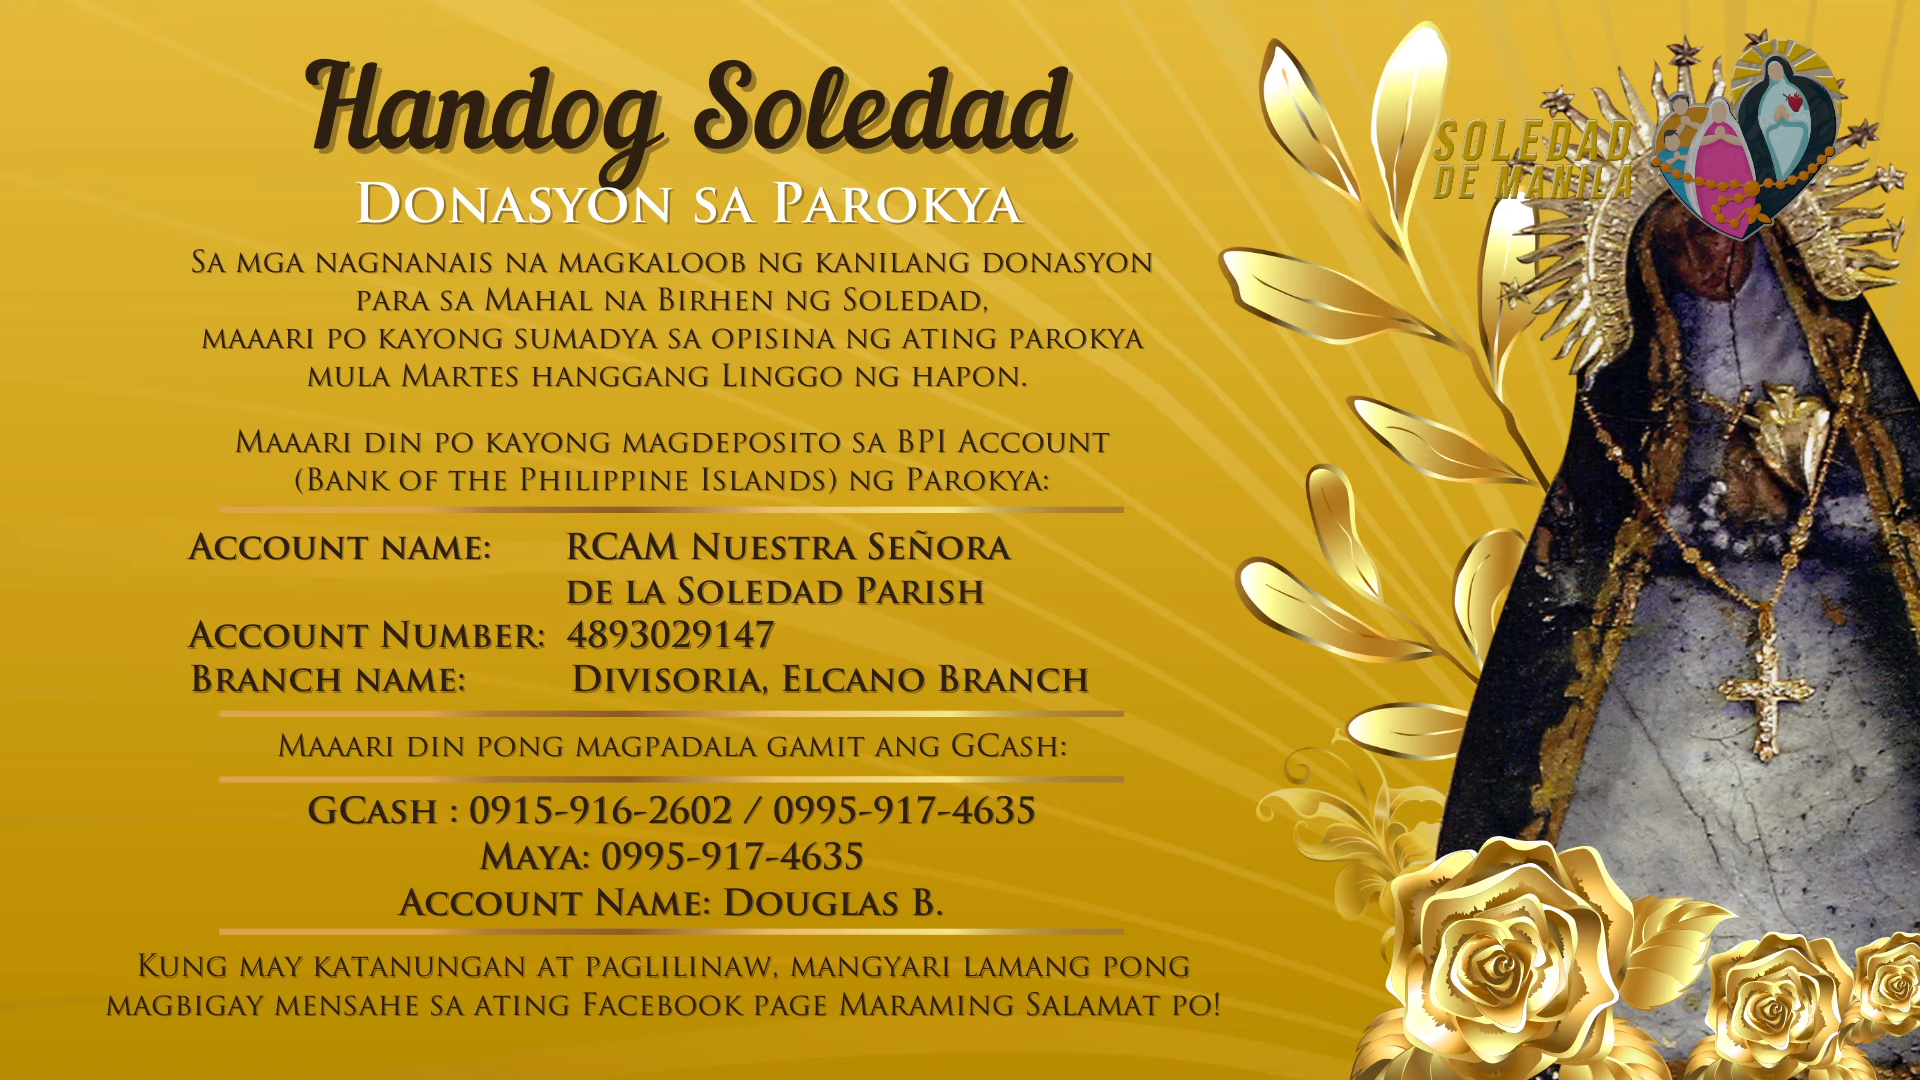 Handog Soledad
Donasyon sa Parokya
SOLEDAD
DE MANILA
Sa mga nagnanais na magkaloob ng kanilang donasyon
para sa Mahal na Birhen ng Soledad,
maaari po kayong sumadya sa opisina ng ating parokya
mula Martes hanggang Linggo ng hapon.
Maaari din po kayong magdeposito sa BPI Account
(Bank of the Philippine Islands) ng Parokya:
Account name: RCAM Nuestra Señora
de la Soledad Parish
Account Number: 4893029147
Branch name: Divisoria, Elcano Branch
Maaari din pong magpadala gamit ang GCash:
GCash : 0915-916-2602 / 0995-917-4635
Maya: 0995-917-4635
Account Name: Douglas B.
Kung may katanungan at paglilinaw, mangyari lamang pong
magbigay mensahe sa ating Facebook page Maraming Salamat po!